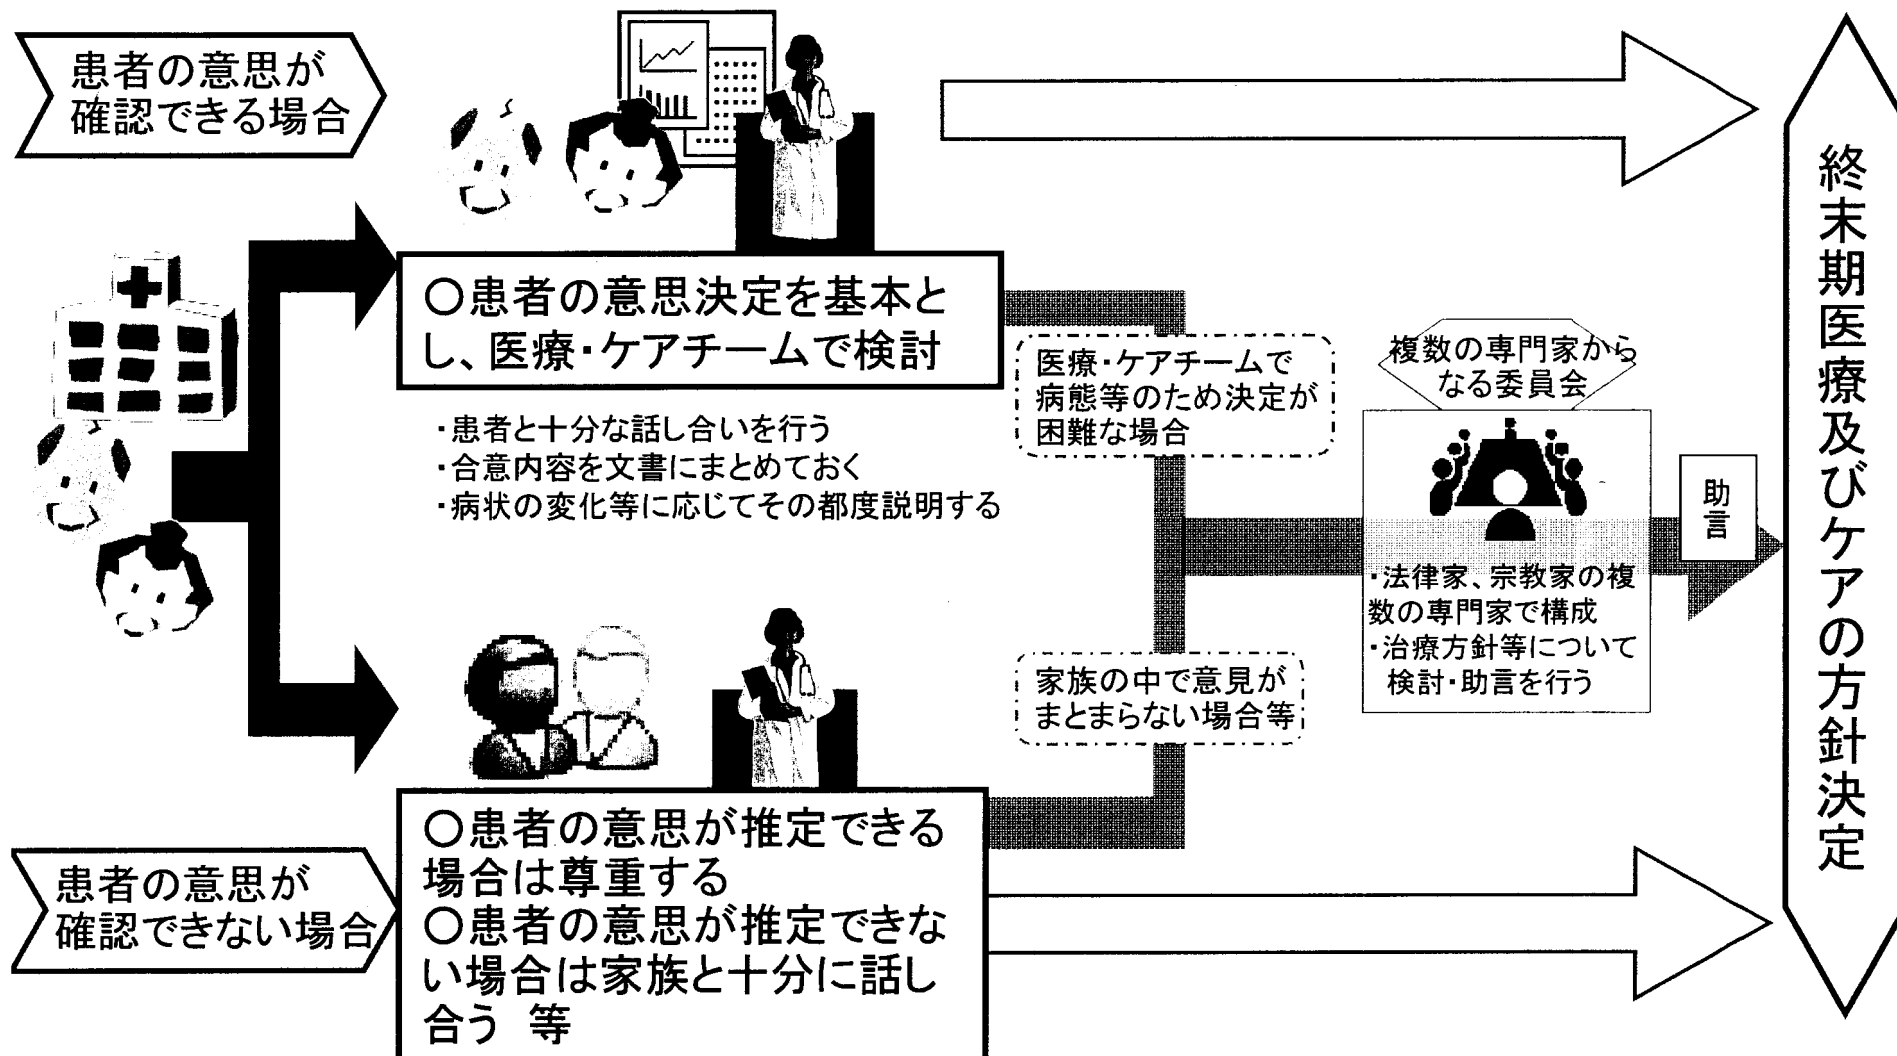 患者の意思が
確認できる場合
○患者の意思決定を基本と
し、医療・ケアチームで検討
・患者と十分な話し合いを行う
・合意内容を文書にまとめておく
・病状の変化等に応じてその都度説明する
医療・ケアチームで
病態等のため決定が
困難な場合
家族の中で意見が
まとまらない場合等
複数の専門家から
なる委員会
・法律家、宗教家の複
数の専門家で構成
・治療方針等について
検討・助言を行う
助言
患者の意思が
確認できない場合
○患者の意思が推定できる
場合は尊重する
○患者の意思が推定できな
い場合は家族と十分に話し
合う 等
終末期医療及びケアの方針決定